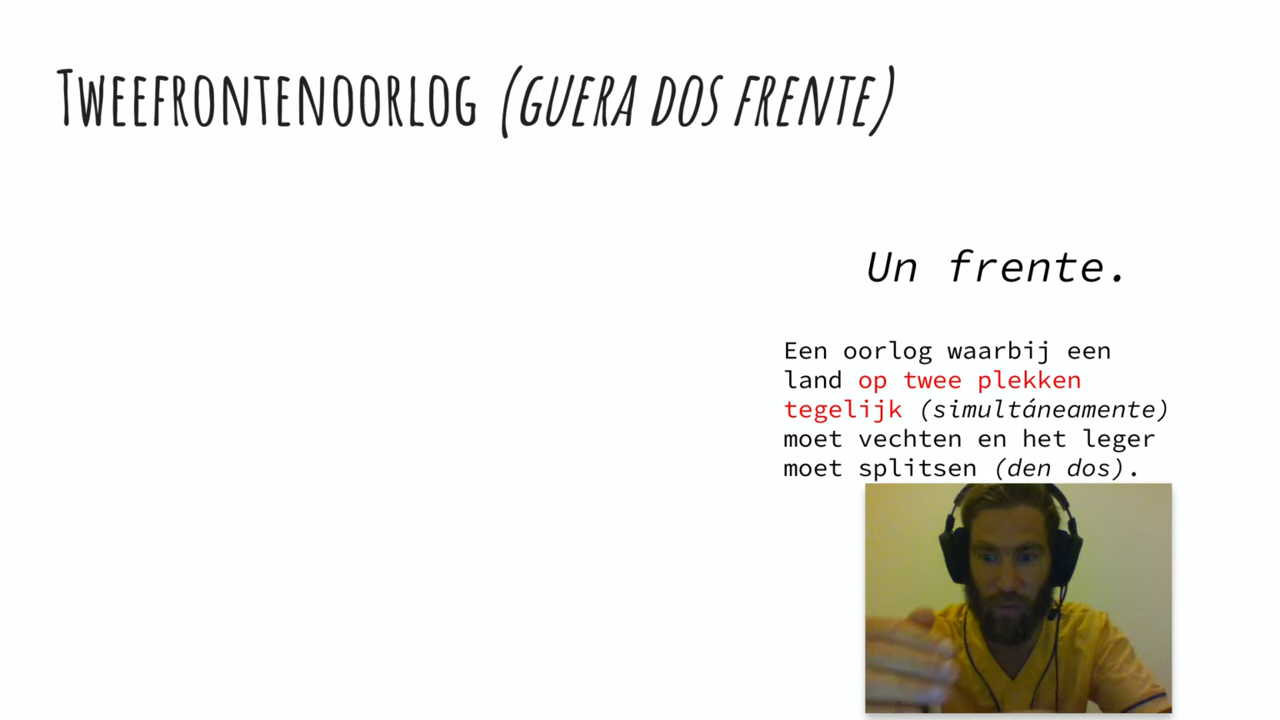 Tweefrontenoorlog (guera dos frente)
Un frente.
Een oorlog waarbij een
land op twee plekken
tegelijk (simultáneamente)
moet vechten en het leger
moet splitsen (den dos).